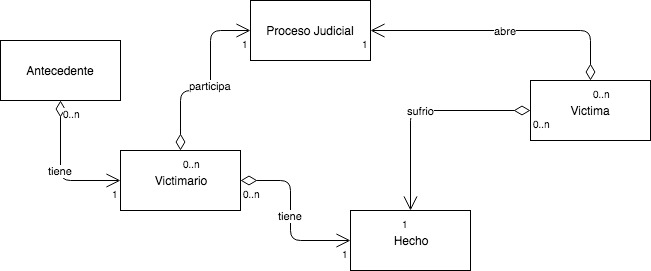 Proceso Judicial
1
1
abre
Antecedente
0..n
participa
0..n
Victima
0..n
sufrio
0..n
tiene
1
Victimario
0..n
tiene
1
Hecho
1